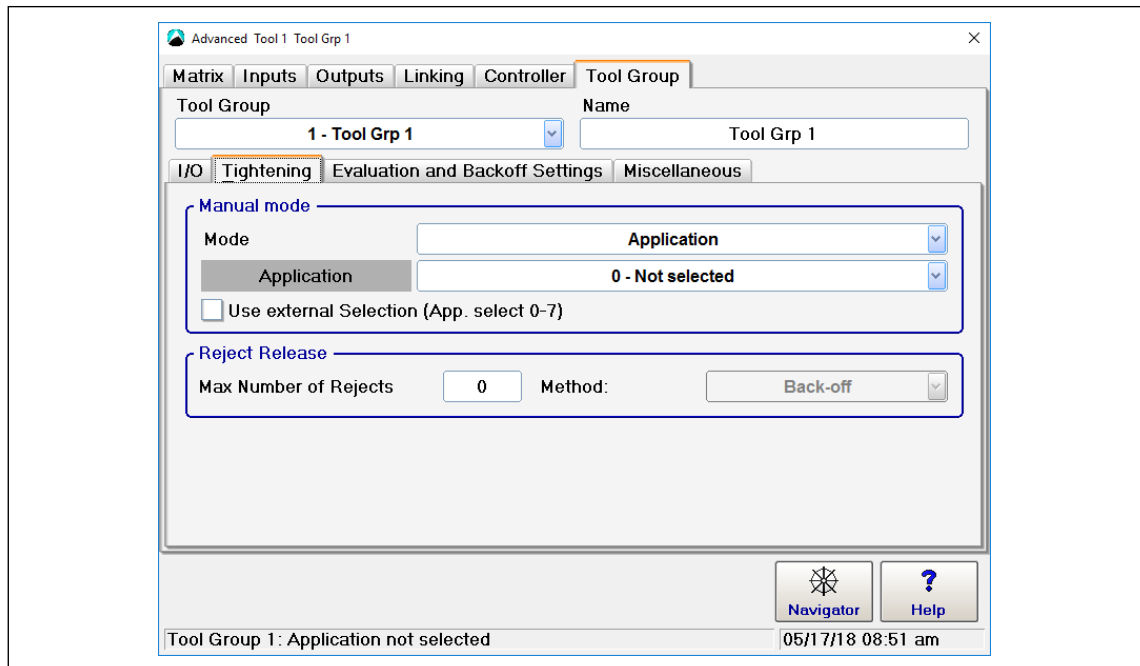 Advanced Tool 1 Tool Grp 1
Matrix Inputs Outputs Linking Controller Tool Group
Tool Group Name
1 - Tool Grp 1 Tool Grp 1
I/O Tightening Evaluation and Backoff Settings Miscellaneous
Manual mode
Mode Application
Application 0 - Not selected
Use external Selection (App. select 0-7)
Reject Release
Max Number of Rejects 0 Method: Back-off
? 
Navigator Help
Tool Group 1: Application not selected 05/17/18 08:51 am